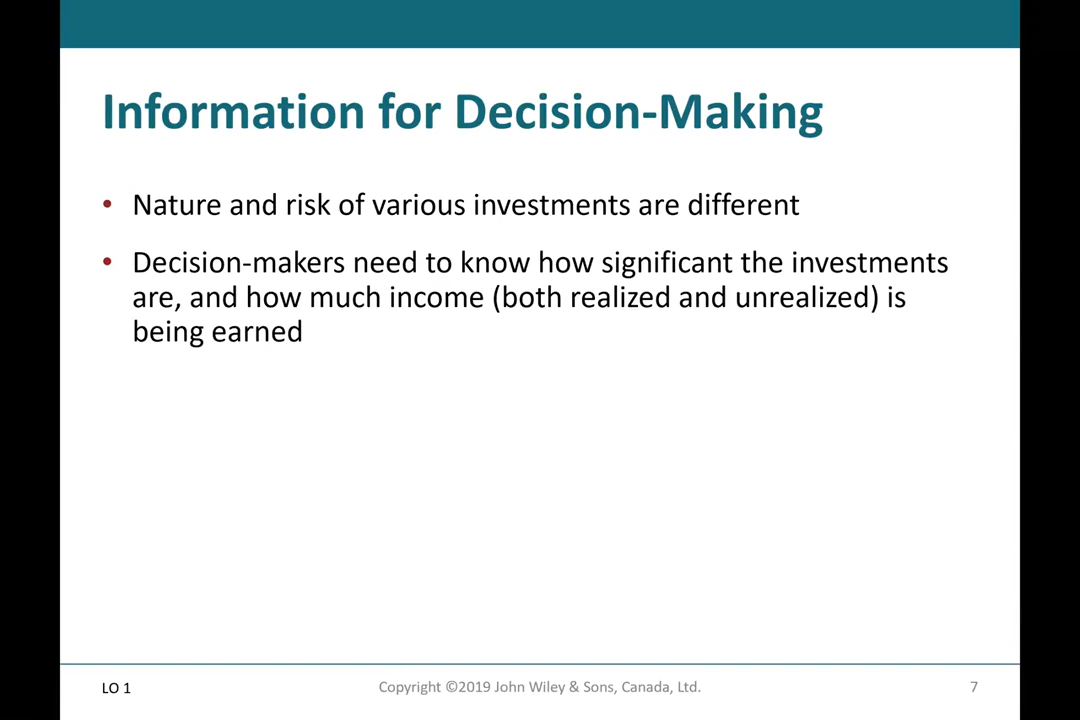 Information for Decision-Making
• Nature and risk of various investments are different
• Decision-makers need to know how significant the investments
are, and how much income (both realized and unrealized) is
being earned
LO 1
Copyright ©2019 John Wiley & Sons, Canada, Ltd.
7